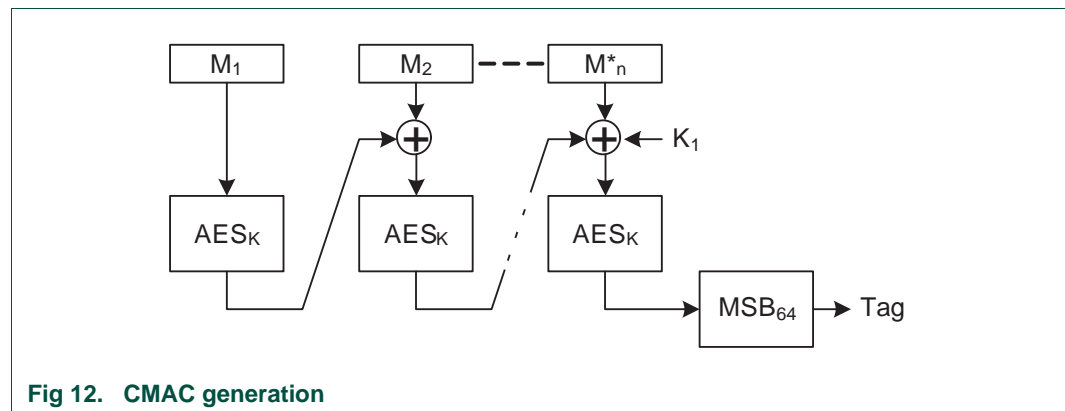 M1 M2 M*n
K1
AESK AESK AESK
MSB64 Tag
Fig 12. CMAC generation